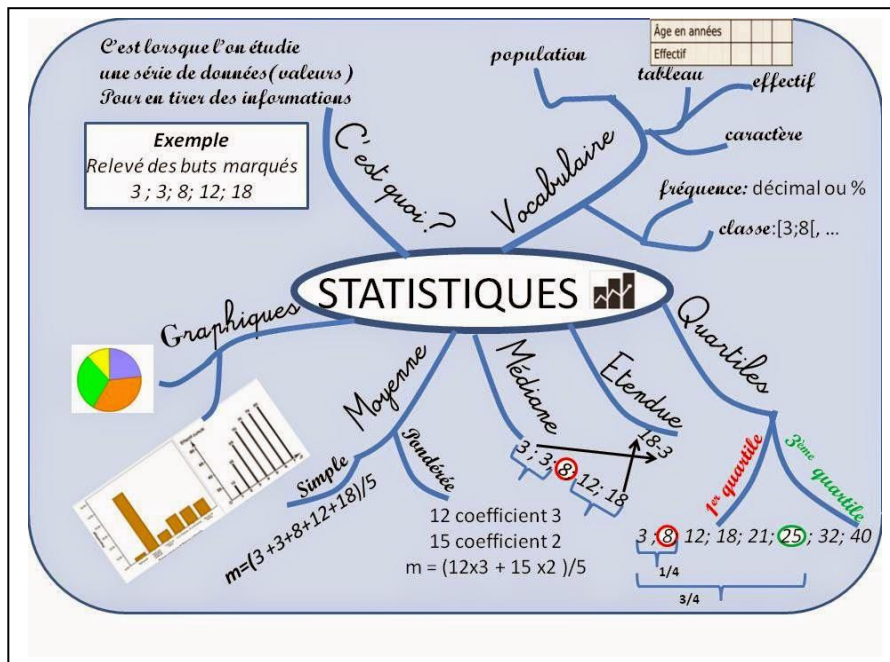 C'est lorsque l'on étudie
une série de données(valeurs)
Pour en tirer des informations
Exemple
Relevé des buts marqués
3 ; 3; 8; 12; 18
C'est quoi?
Âge en années
Effectif
population
tableau
effectif
caractère
Vocabulaire
fréquence: décimal ou %
classe:[3;8[, ...
STATISTIQUES
Graphiques
Moyenne
Simple
m=(3 +3+8+12+18)/5
Pondérée
12 coefficient 3
15 coefficient 2
m = (12x3 + 15 x2 )/5
Médiane
3 ; 3; 8; 12; 18
Etendue
18-3
Quartiles
1er quartile
3ème quartile
3 ; 8; 12; 18; 21; 25 ; 32; 40
1/4
3/4